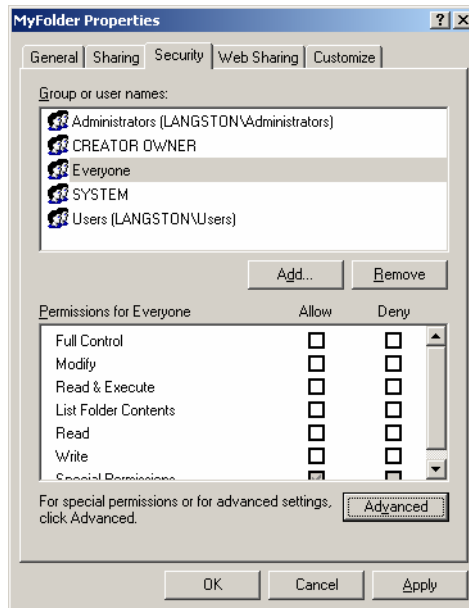 MyFolder Properties
General Sharing Security Web Sharing Customize
Group or user names:
Administrators (LANGSTON\Administrators)
CREATOR OWNER
Everyone
SYSTEM
Users (LANGSTON\Users)
Add... Remove
Permissions for Everyone Allow Deny
Full Control
Modify
Read & Execute
List Folder Contents
Read
Write
Special Permissions
For special permissions or for advanced settings, click Advanced.
Advanced
OK Cancel Apply